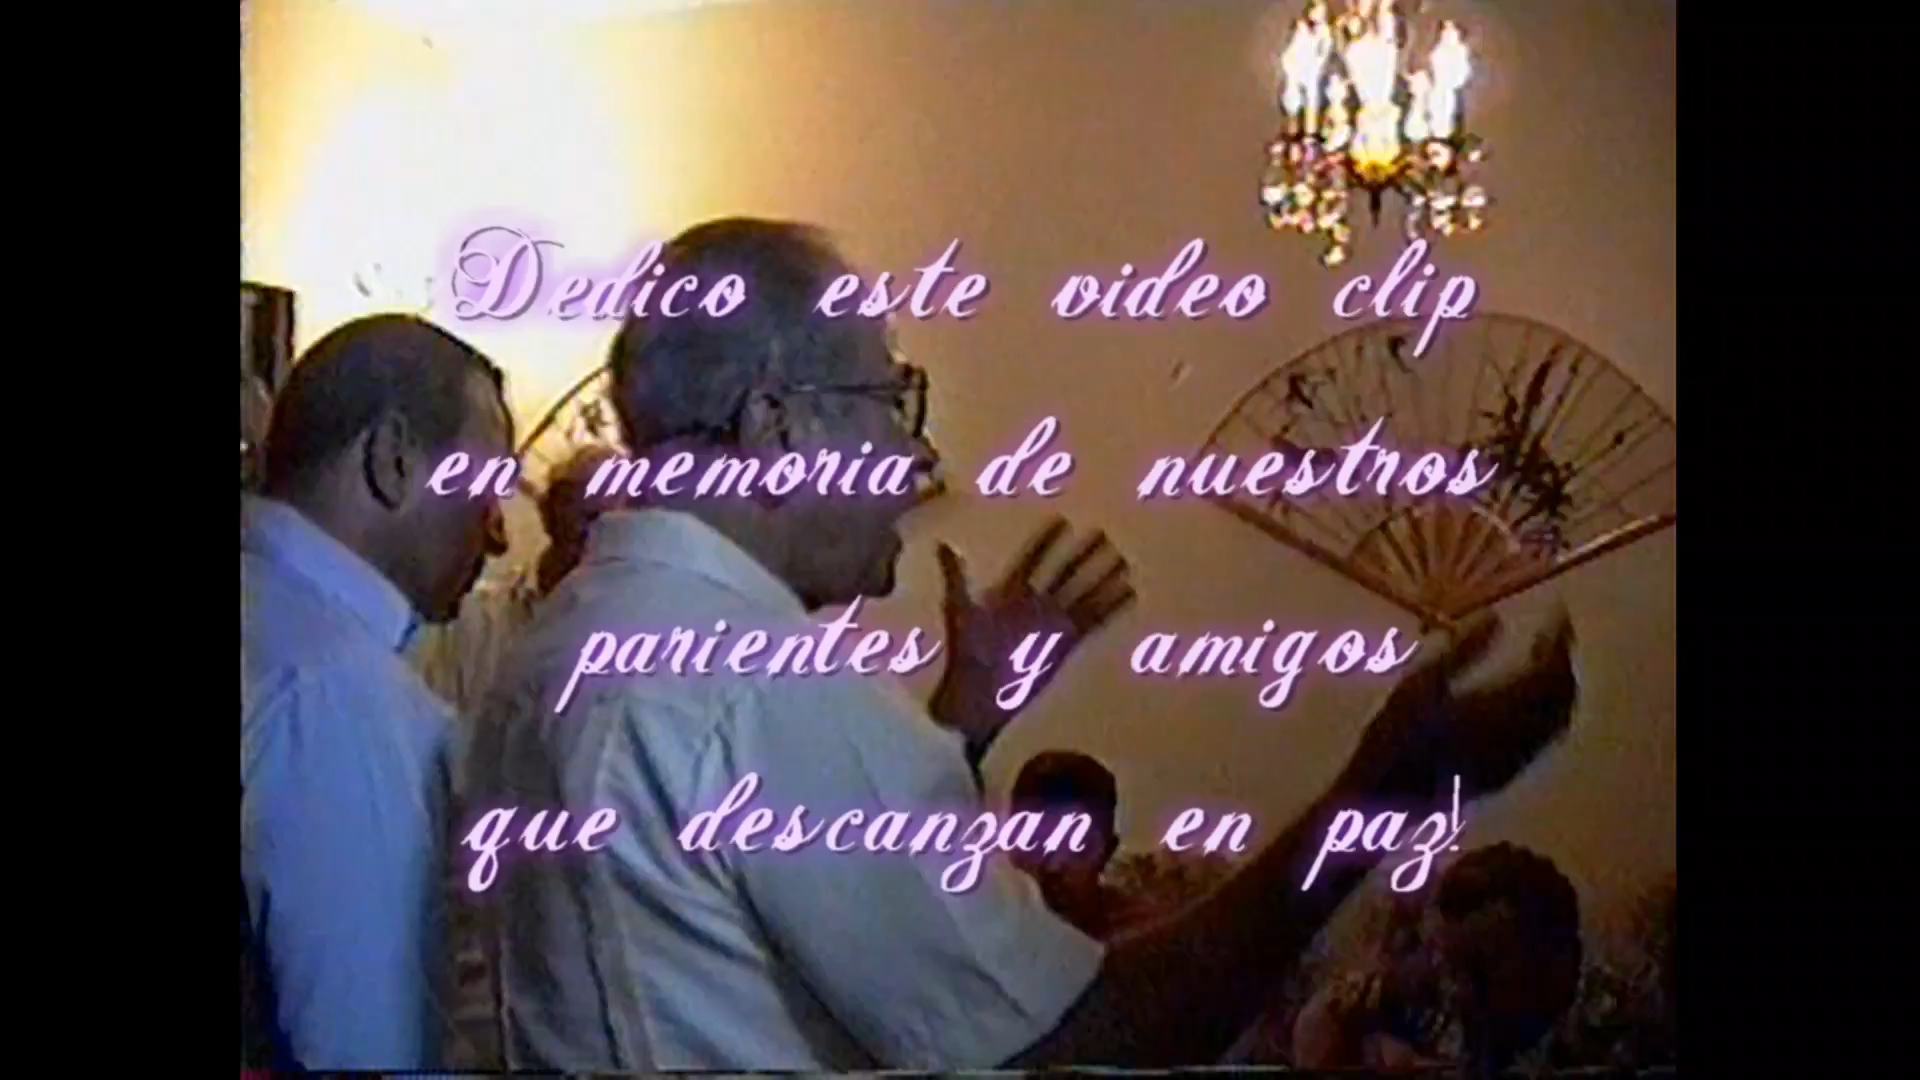 Dedico este video clip
en memoria de nuestros
parientes y amigos
que descanzan en paz!